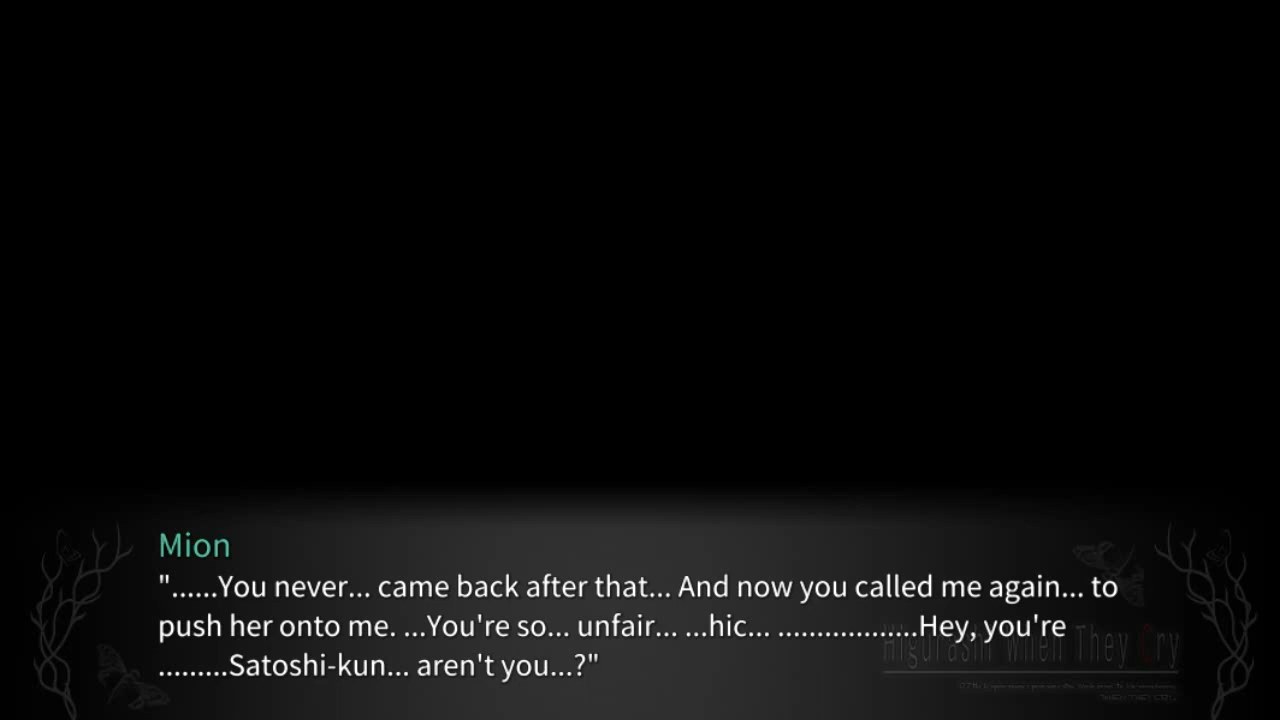 Mion
"......You never... came back after that... And now you called me again... to
push her onto me. ...You're so... unfair... ...hic... ..................Hey, you're
.........Satoshi-kun... aren't you...?"
Higurashi When They Cry